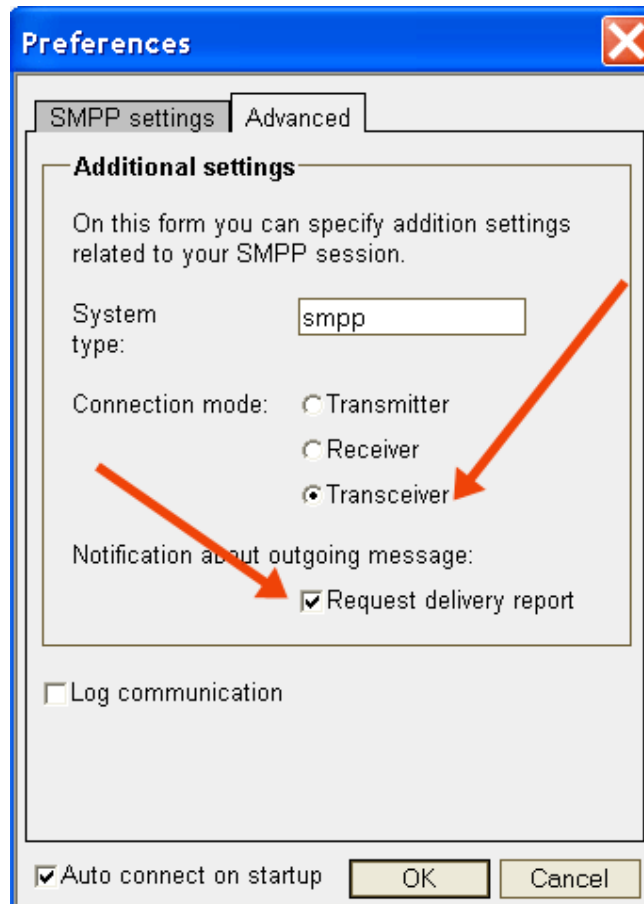 Preferences
SMPP settings
Advanced
Additional settings
On this form you can specify addition settings
related to your SMPP session.
System
type:
smpp
Connection mode:
Transmitter
Receiver
Transceiver
Notification about outgoing message:
Request delivery report
Log communication
Auto connect on startup
OK
Cancel